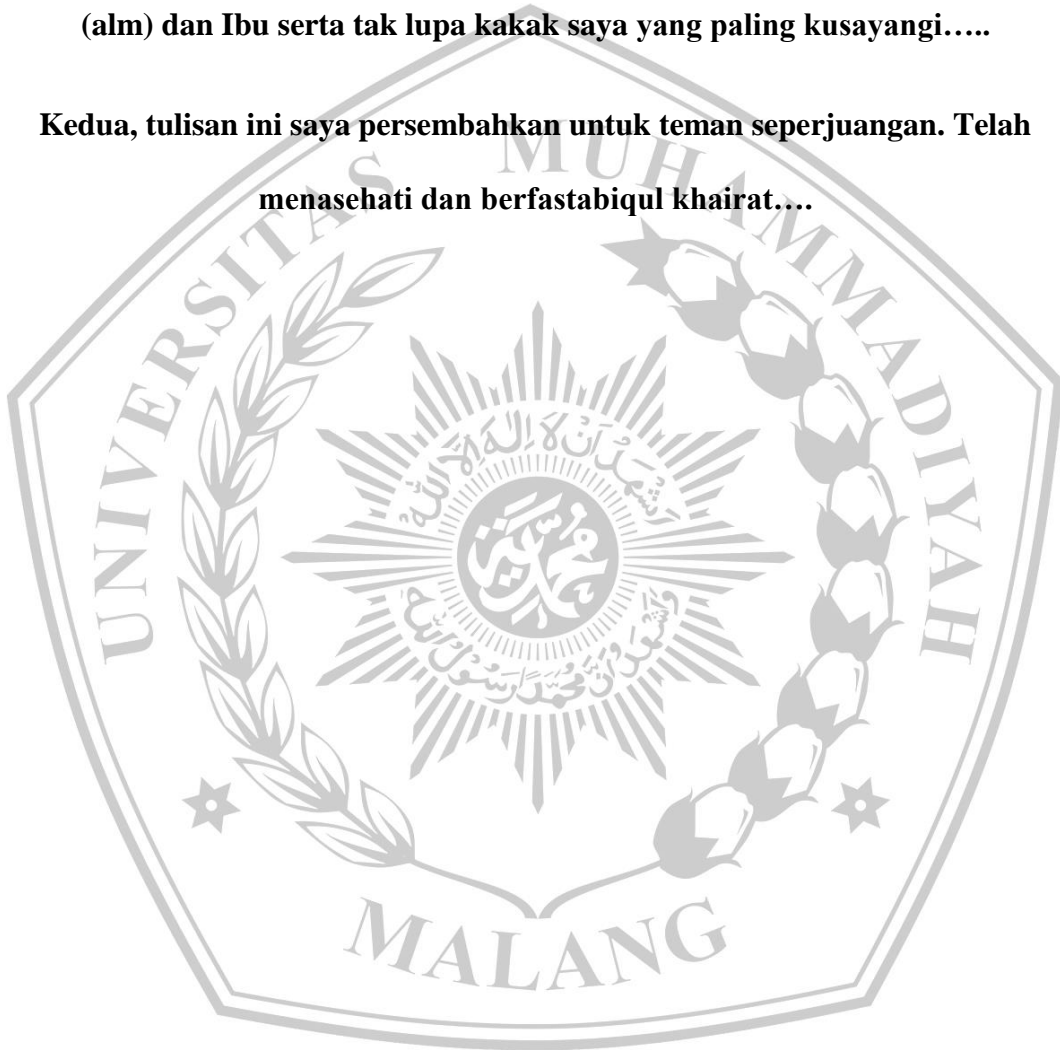 (alm) dan Ibu serta tak lupa kakak saya yang paling kusayangi…..
Kedua, tulisan ini saya persembahkan untuk teman seperjuangan. Telah
menasehati dan berfastabiqul khairat….
UNIVERSITAS MUHAMMADIYAH
MALANG